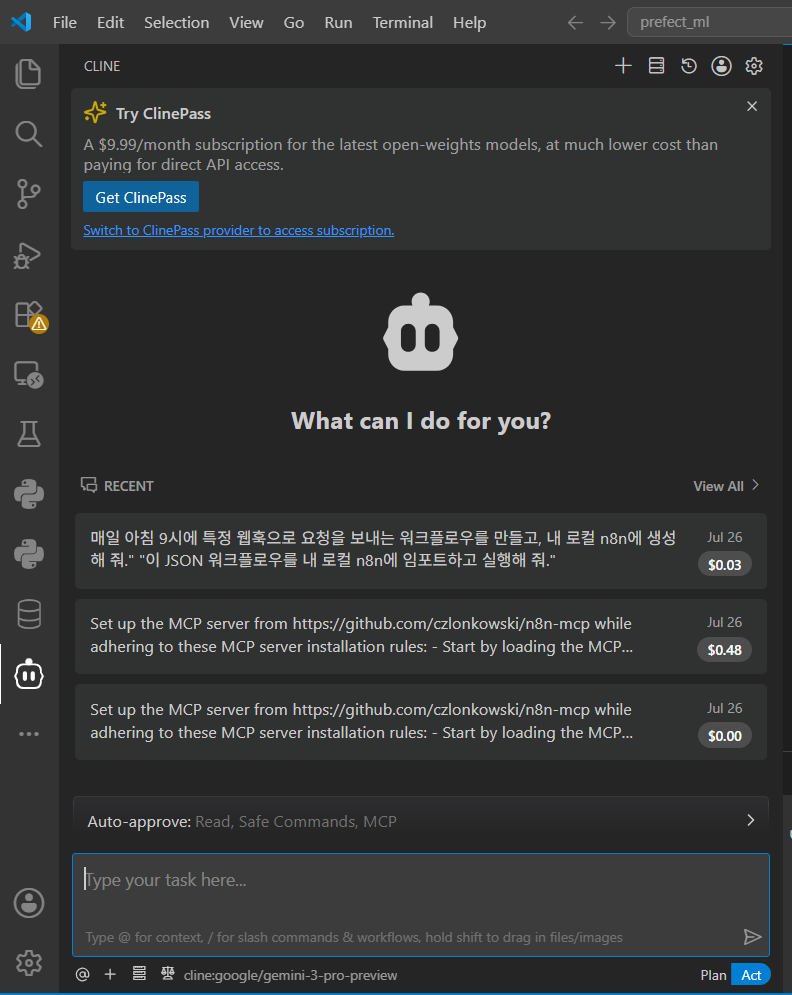 File Edit Selection View Go Run Terminal Help prefect_ml
CLINE
Try ClinePass
A $9.99/month subscription for the latest open-weights models, at much lower cost than
paying for direct API access.
Get ClinePass
Switch to ClinePass provider to access subscription.
What can I do for you?
RECENT View All
매일 아침 9시에 특정 웹훅으로 요청을 보내는 워크플로우를 만들고, 내 로컬 n8n에 생성
해 줘." "이 JSON 워크플로우를 내 로컬 n8n에 임포트하고 실행해 줘."
Jul 26
$0.03
Set up the MCP server from https://github.com/czlonkowski/n8n-mcp while
adhering to these MCP server installation rules: - Start by loading the MCP...
Jul 26
$0.48
Set up the MCP server from https://github.com/czlonkowski/n8n-mcp while
adhering to these MCP server installation rules: - Start by loading the MCP...
Jul 26
$0.00
Auto-approve: Read, Safe Commands, MCP
Type your task here...
Type @ for context, / for slash commands & workflows, hold shift to drag in files/images
@ + cline:google/gemini-3-pro-preview Plan Act